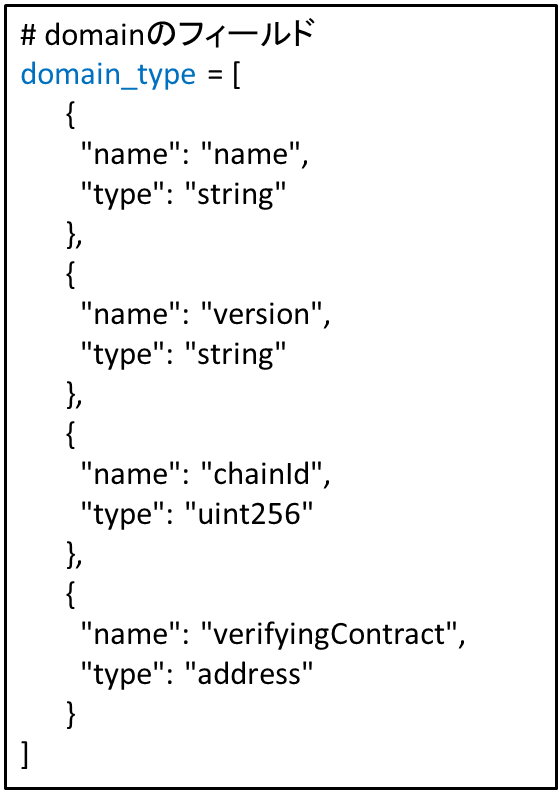 # domainのフィールド
domain_type = [
{
"name": "name",
"type": "string"
},
{
"name": "version",
"type": "string"
},
{
"name": "chainId",
"type": "uint256"
},
{
"name": "verifyingContract",
"type": "address"
}
]